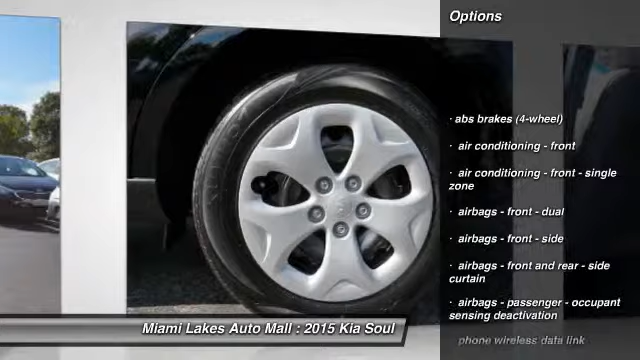 Options
· abs brakes (4-wheel)
· air conditioning - front
· air conditioning - front - single
zone
· airbags - front - dual
· airbags - front - side
· airbags - front and rear - side
curtain
· airbags - passenger - occupant
sensing deactivation
phone wireless data link
Miami Lakes Auto Mall : 2015 Kia Soul